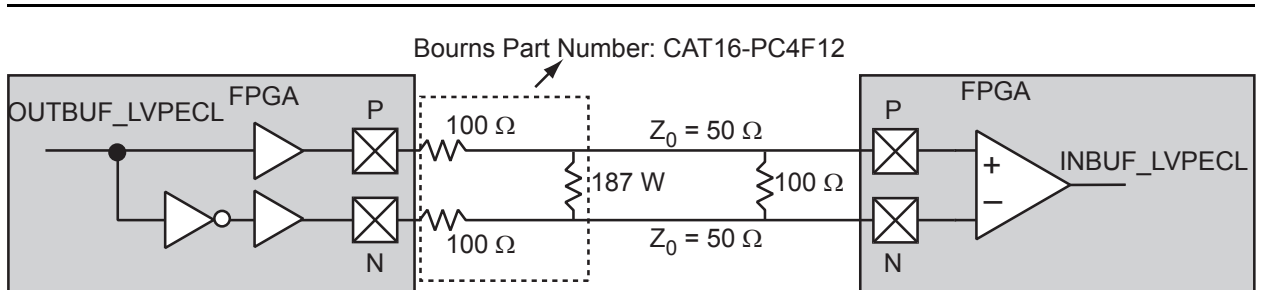 Bourns Part Number: CAT16-PC4F12
OUTBUF_LVPECL
FPGA
P
100 Ω
Z0 = 50 Ω
P
FPGA
+
INBUF_LVPECL
187 W
100 Ω
–
N
100 Ω
Z0 = 50 Ω
N